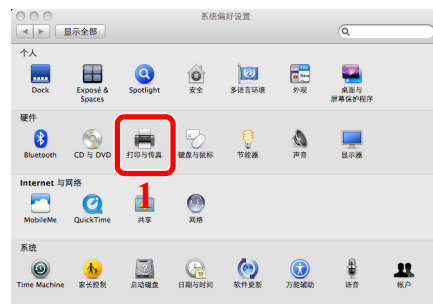 系统偏好设置
显示全部
个人
Dock
Exposé &
Spaces
Spotlight
安全
多语言环境
外观
桌面与
屏幕保护程序
硬件
Bluetooth
CD 与 DVD
打印与传真
键盘与鼠标
节能器
声音
显示器
Internet 与网络
1
MobileMe
QuickTime
共享
网络
系统
Time Machine
家长控制
启动磁盘
日期与时间
软件更新
万能辅助
语音
帐户